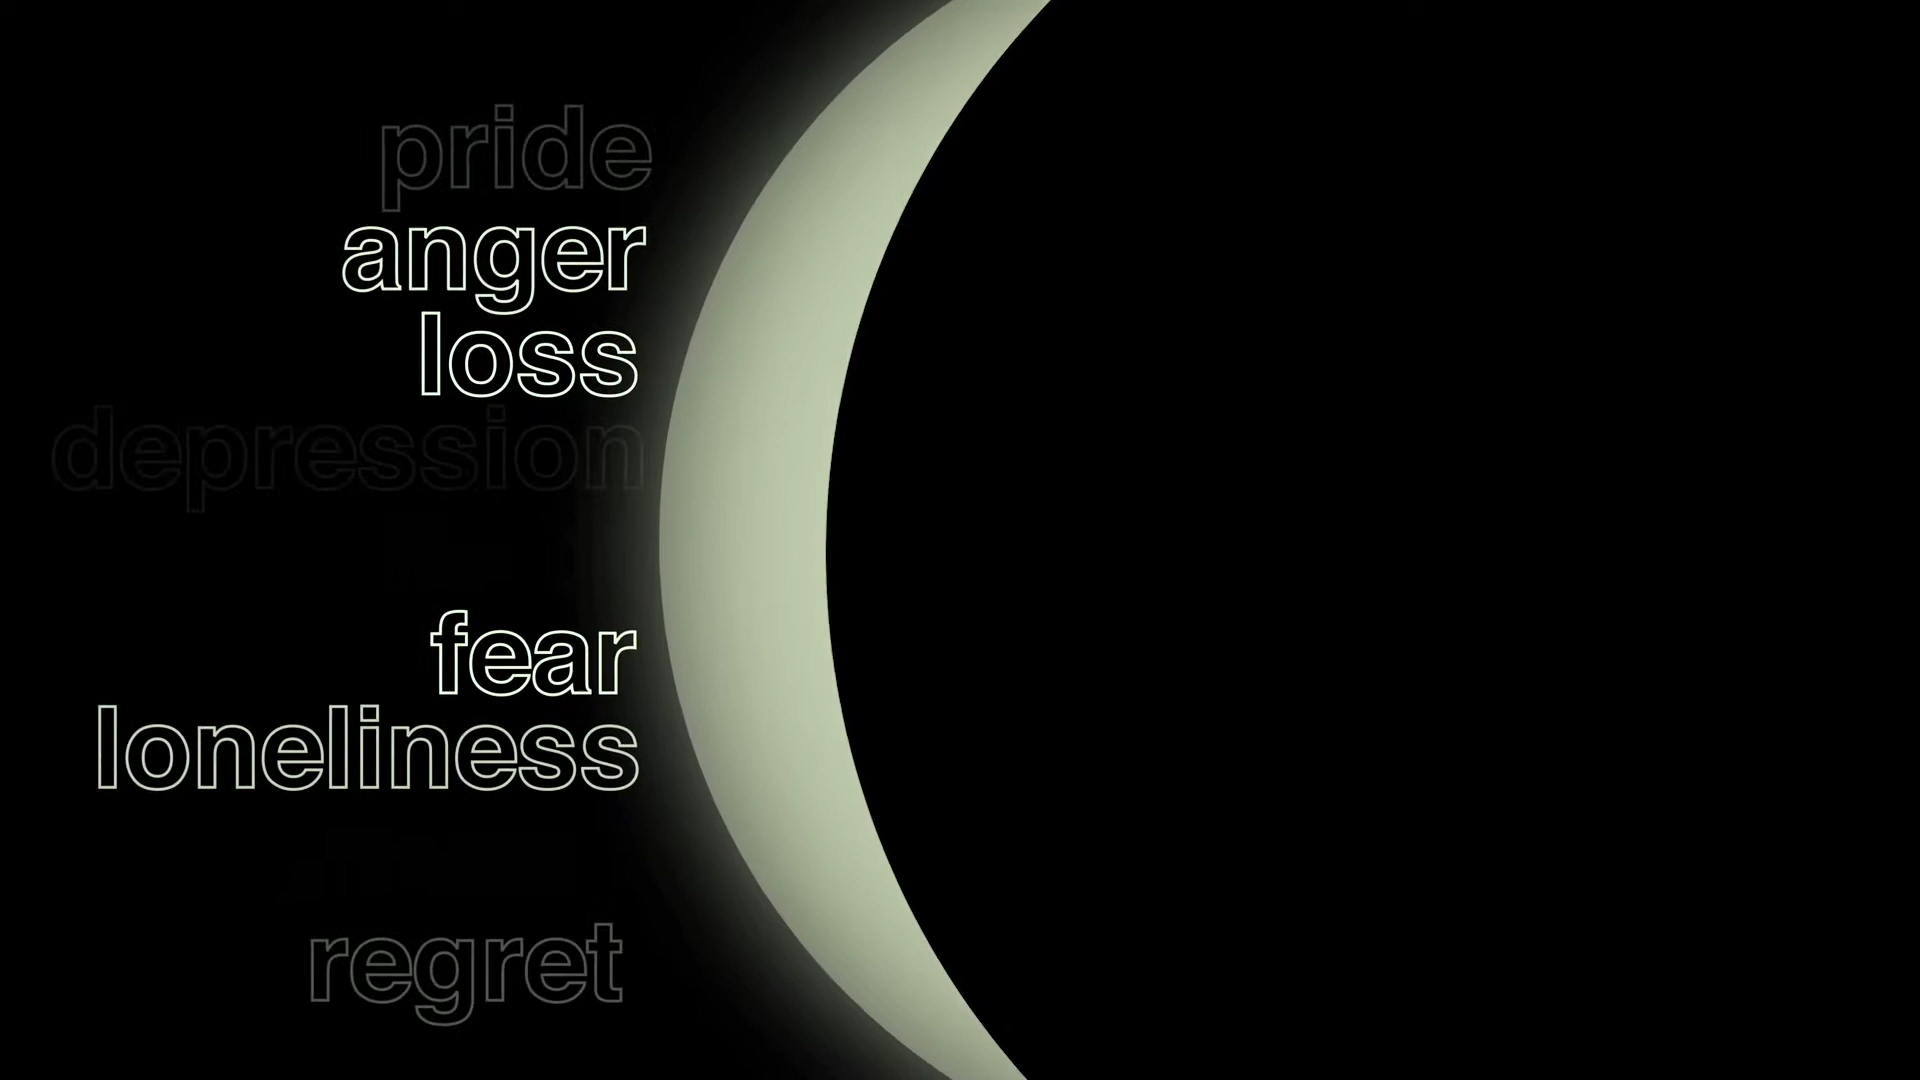 pride
anger
loss
depression
fear
loneliness
regret